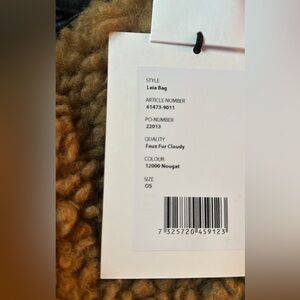 STYLE
Leia Bag
ARTICLE-NUMBER
61473-9011
PO-NUMBER
22013
QUALITY
Faux Fur Cloudy
COLOUR
12000 Nougat
SIZE
OS
7 325720 459123